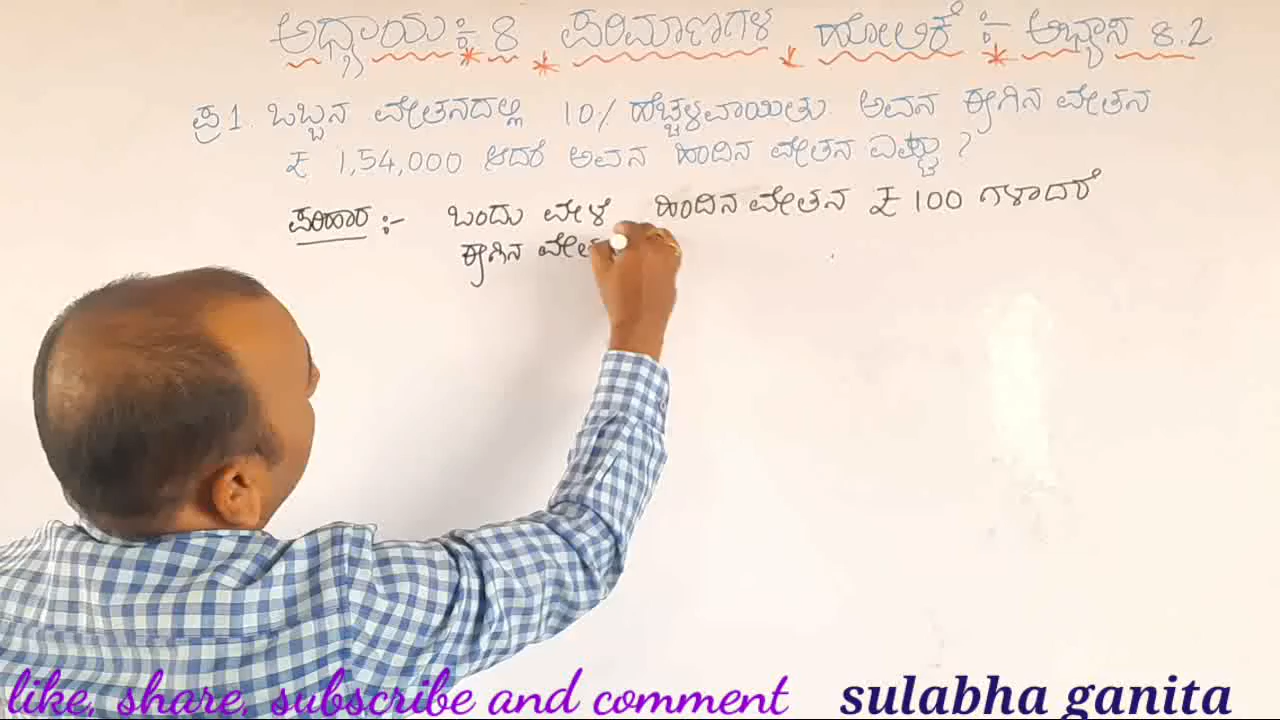 ಅಧ್ಯಾಯ :- 8 ಪರಿಮಾಣಗಳ ಹೋಲಿಕೆ :- ಅಭ್ಯಾಸ 8.2
ಪ್ರ 1. ಒಬ್ಬನ ವೇತನದಲ್ಲಿ 10% ಹೆಚ್ಚಳವಾಯಿತು. ಅವನ ಈಗಿನ ವೇತನ
₹ 1,54,000 ಆದರೆ ಅವನ ಹಿಂದಿನ ವೇತನ ಎಷ್ಟು ?
ಪರಿಹಾರ :- ಒಂದು ವೇಳೆ ಹಿಂದಿನ ವೇತನ ₹ 100 ಗಳಾದರೆ
ಈಗಿನ
like, share, subscribe and comment sulabha ganita